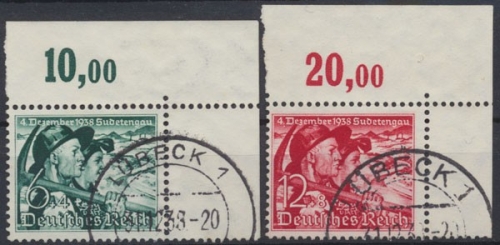 10,00
4. Dezember 1938 Sudetengau
6+4
Deutsches Reich
LÜBECK 1
20,00
4. Dezember 1938 Sudetengau
12+8
Deutsches Reich
LÜBECK 1